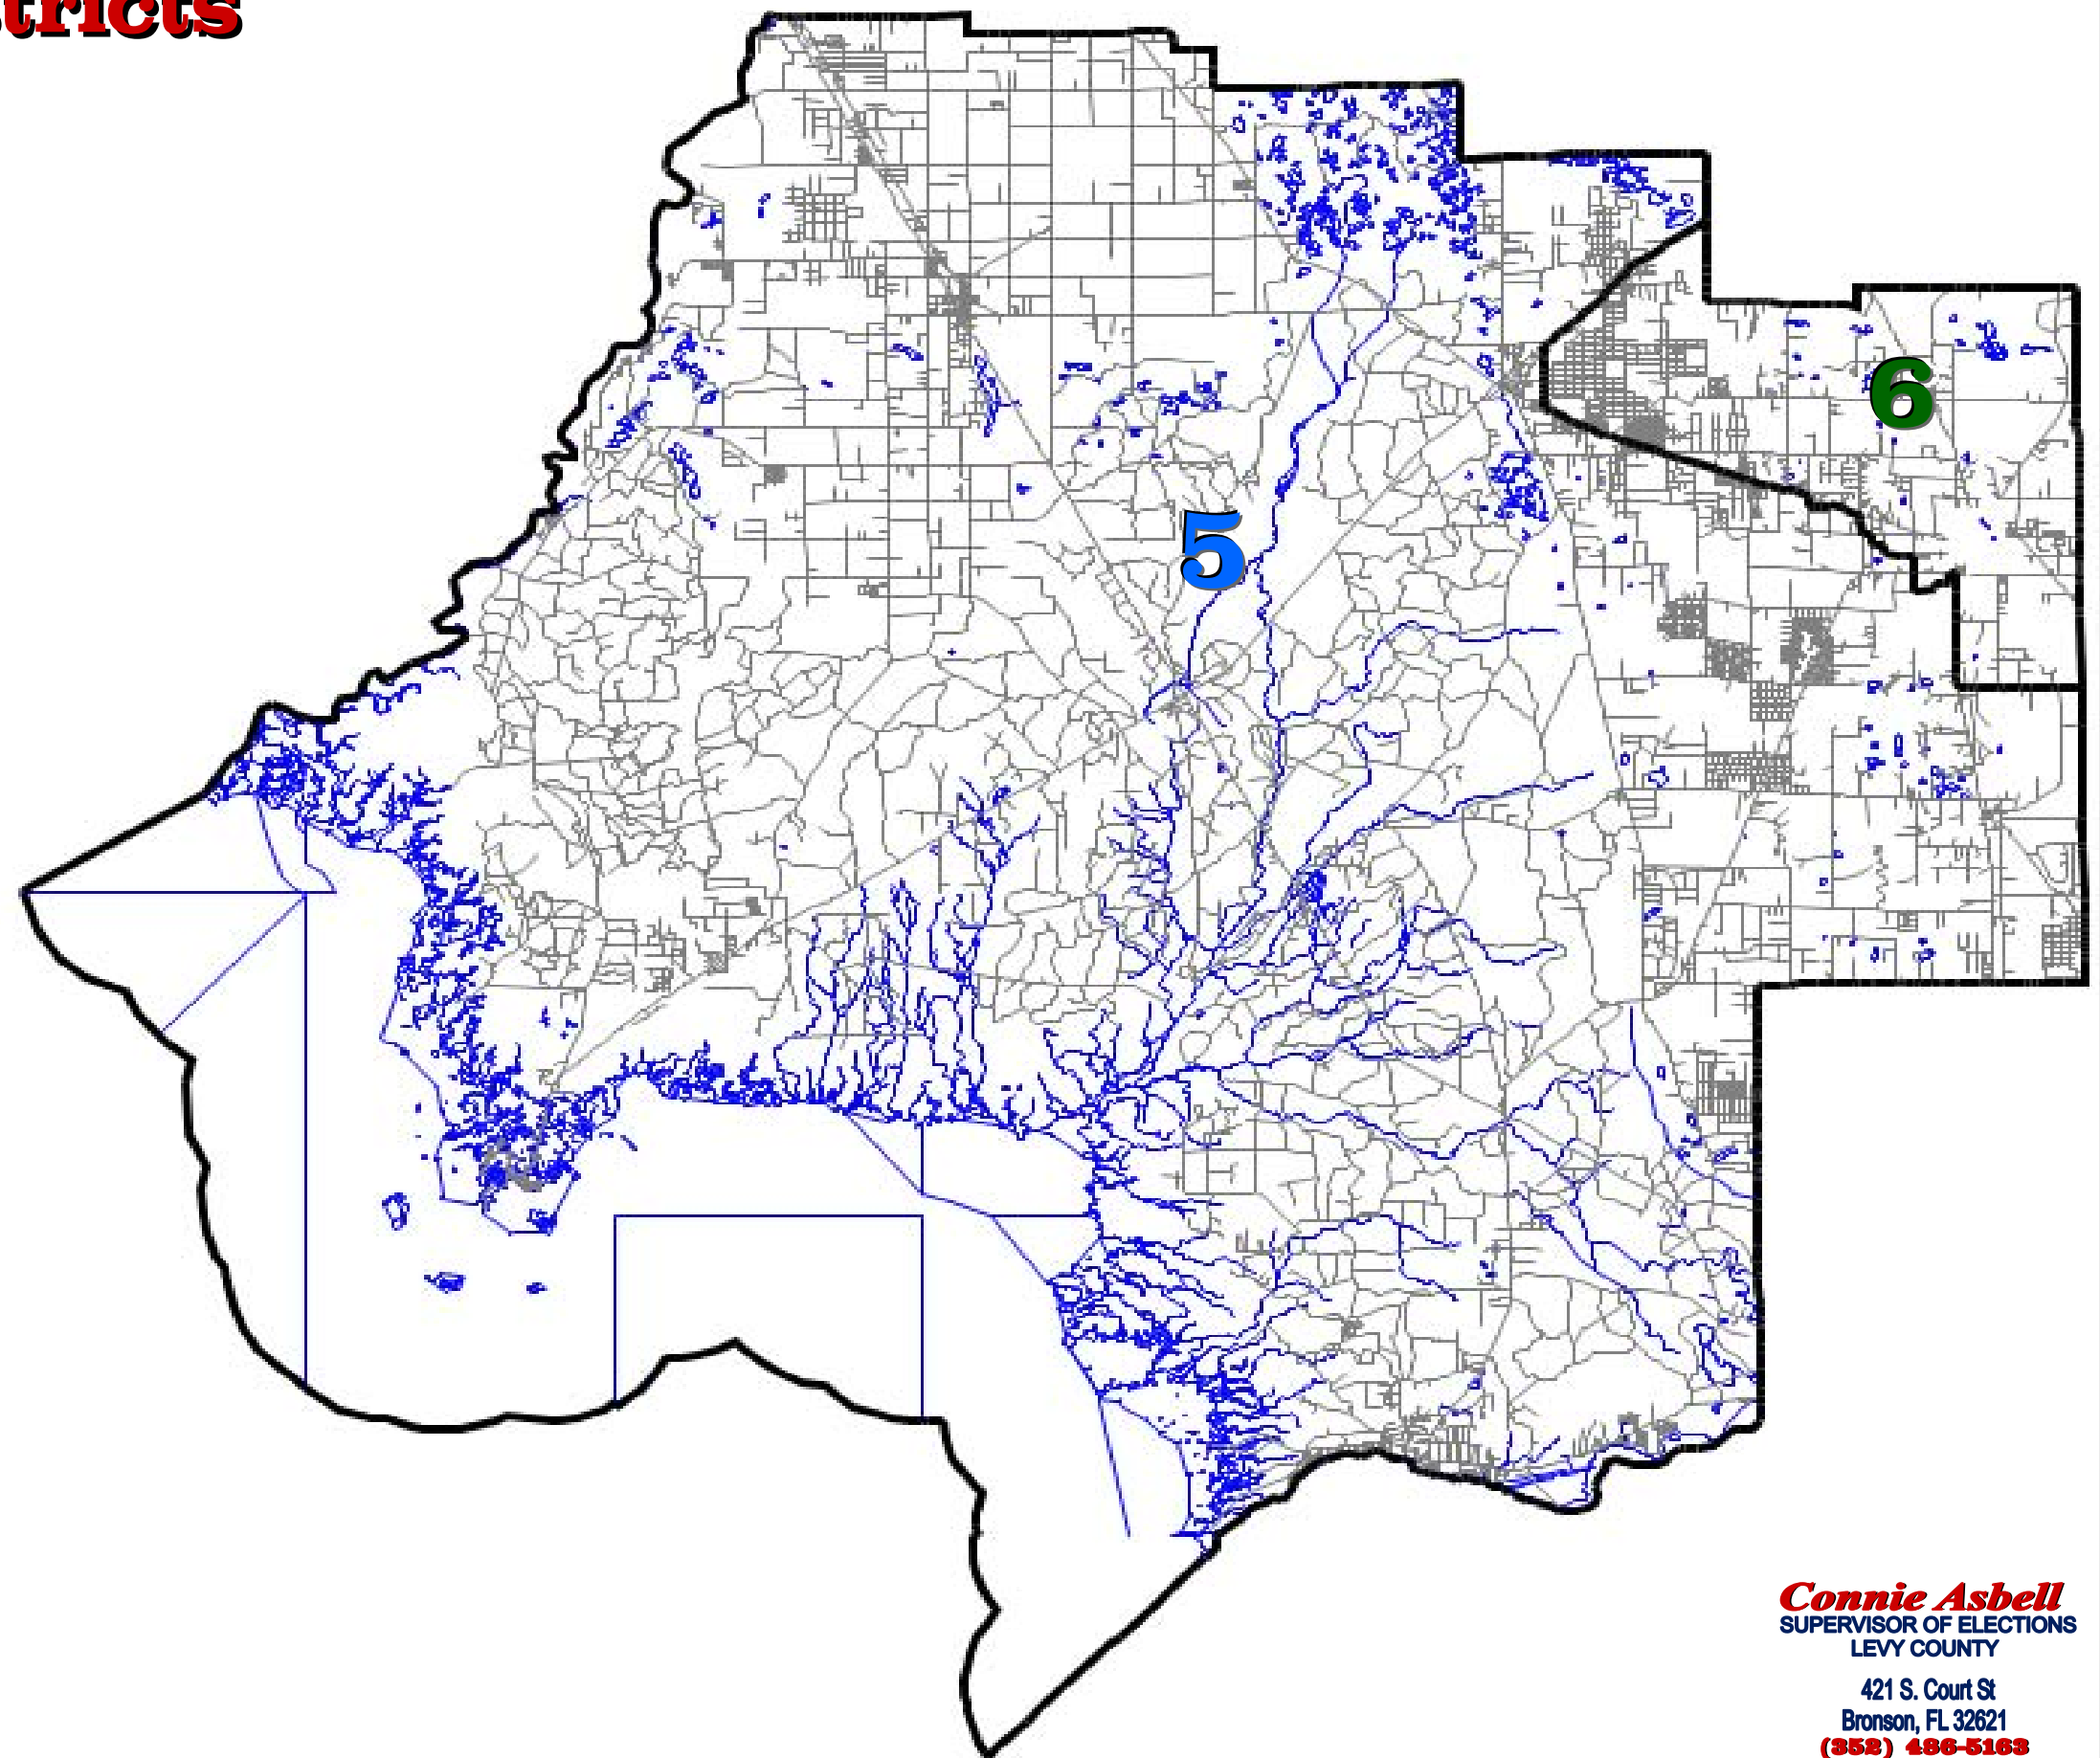 tricts
6
5
Connie Asbell
SUPERVISOR OF ELECTIONS
LEVY COUNTY
421 S. Court St
Bronson, FL 32621
(352) 486-5163